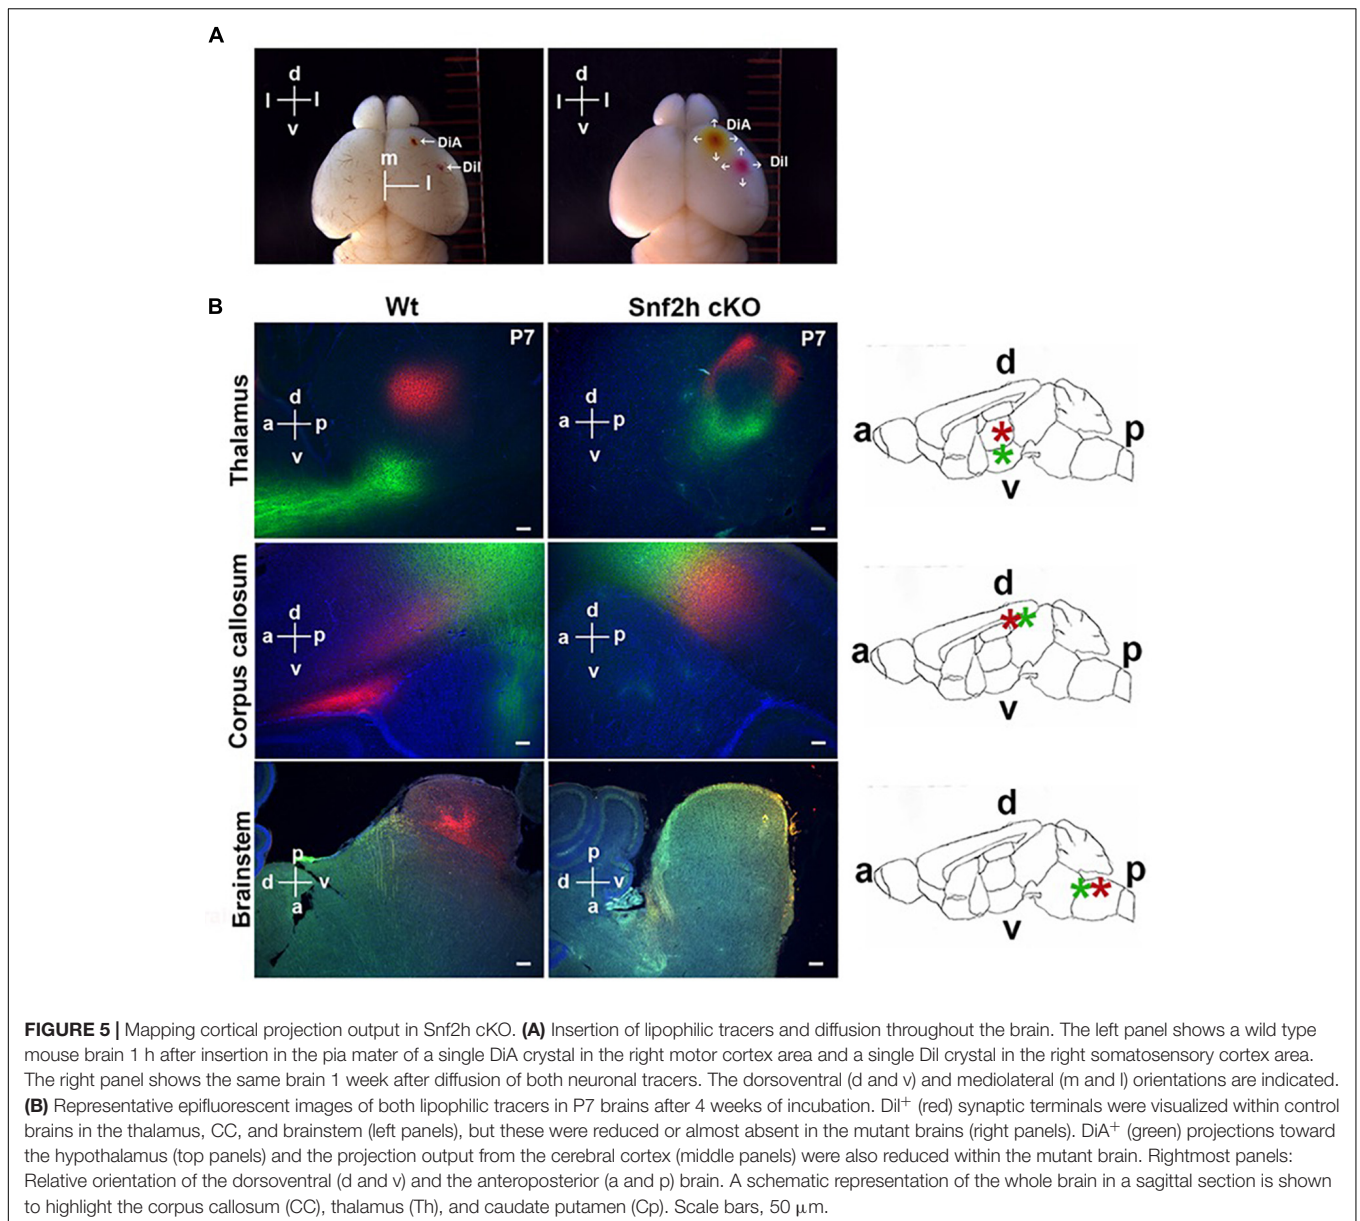 A
d
l l
v
DiA
m
DiI
l
d
l l
v
DiA
DiI
B
Wt
Snf2h cKO
Thalamus
P7
d
a p
v
P7
d
a p
v
d
a p
v
Corpus callosum
d
a p
v
d
a p
v
d
a p
v
Brainstem
p
d v
a
p
d v
a
d
a p
v
FIGURE 5 | Mapping cortical projection output in Snf2h cKO. (A) Insertion of lipophilic tracers and diffusion throughout the brain. The left panel shows a wild type
mouse brain 1 h after insertion in the pia mater of a single DiA crystal in the right motor cortex area and a single DiI crystal in the right somatosensory cortex area.
The right panel shows the same brain 1 week after diffusion of both neuronal tracers. The dorsoventral (d and v) and mediolateral (m and l) orientations are indicated.
(B) Representative epifluorescent images of both lipophilic tracers in P7 brains after 4 weeks of incubation. DiI+ (red) synaptic terminals were visualized within control
brains in the thalamus, CC, and brainstem (left panels), but these were reduced or almost absent in the mutant brains (right panels). DiA+ (green) projections toward
the hypothalamus (top panels) and the projection output from the cerebral cortex (middle panels) were also reduced within the mutant brain. Rightmost panels:
Relative orientation of the dorsoventral (d and v) and the anteroposterior (a and p) brain. A schematic representation of the whole brain in a sagittal section is shown
to highlight the corpus callosum (CC), thalamus (Th), and caudate putamen (Cp). Scale bars, 50 μm.